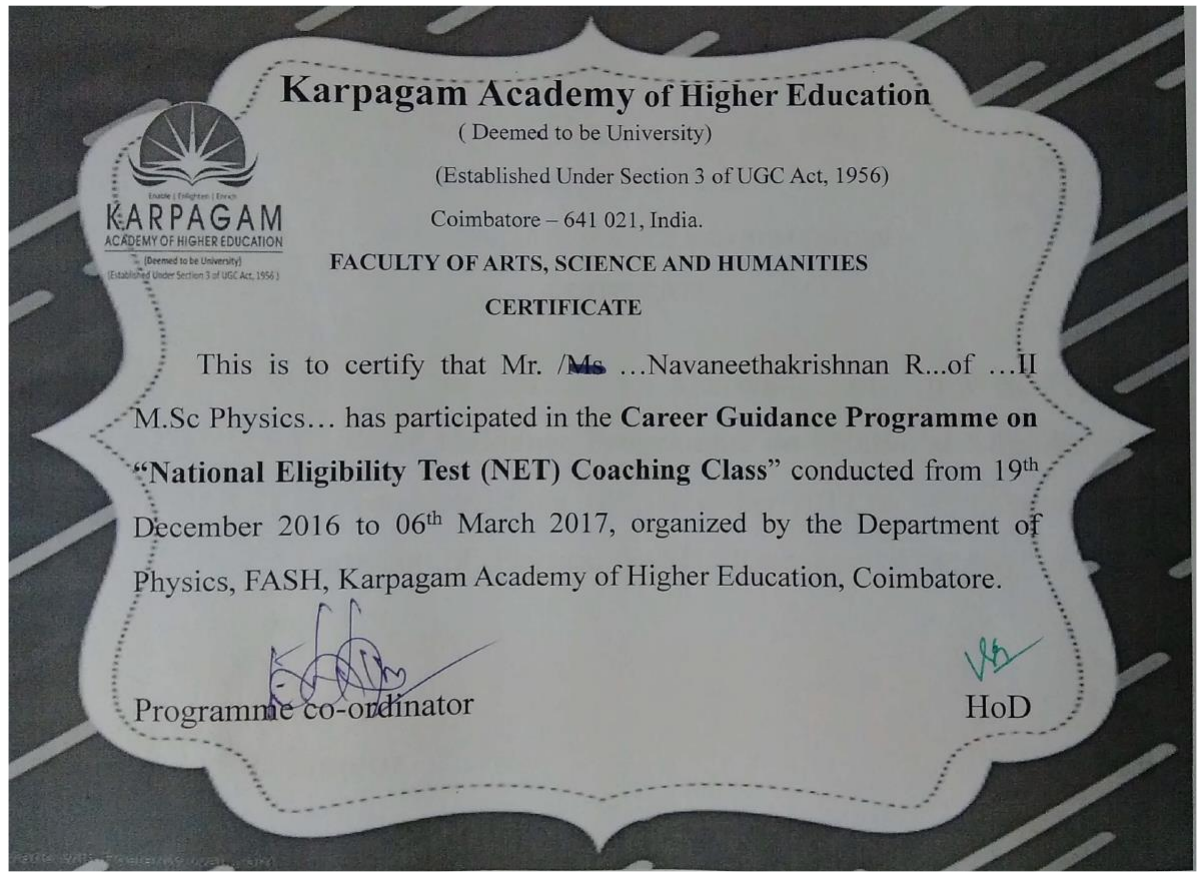 Karpagam Academy of Higher Education
( Deemed to be University)
(Established Under Section 3 of UGC Act, 1956)
Coimbatore – 641 021, India.
Enable | Enlighten | Enrich
KARPAGAM
ACADEMY OF HIGHER EDUCATION
(Deemed to be University)
(Established Under Section 3 of UGC Act, 1956 )
FACULTY OF ARTS, SCIENCE AND HUMANITIES
CERTIFICATE
This is to certify that Mr. /Ms …Navaneethakrishnan R...of …II
M.Sc Physics… has participated in the Career Guidance Programme on
“National Eligibility Test (NET) Coaching Class” conducted from 19th
December 2016 to 06th March 2017, organized by the Department of
Physics, FASH, Karpagam Academy of Higher Education, Coimbatore.
Programme co-ordinator
HoD